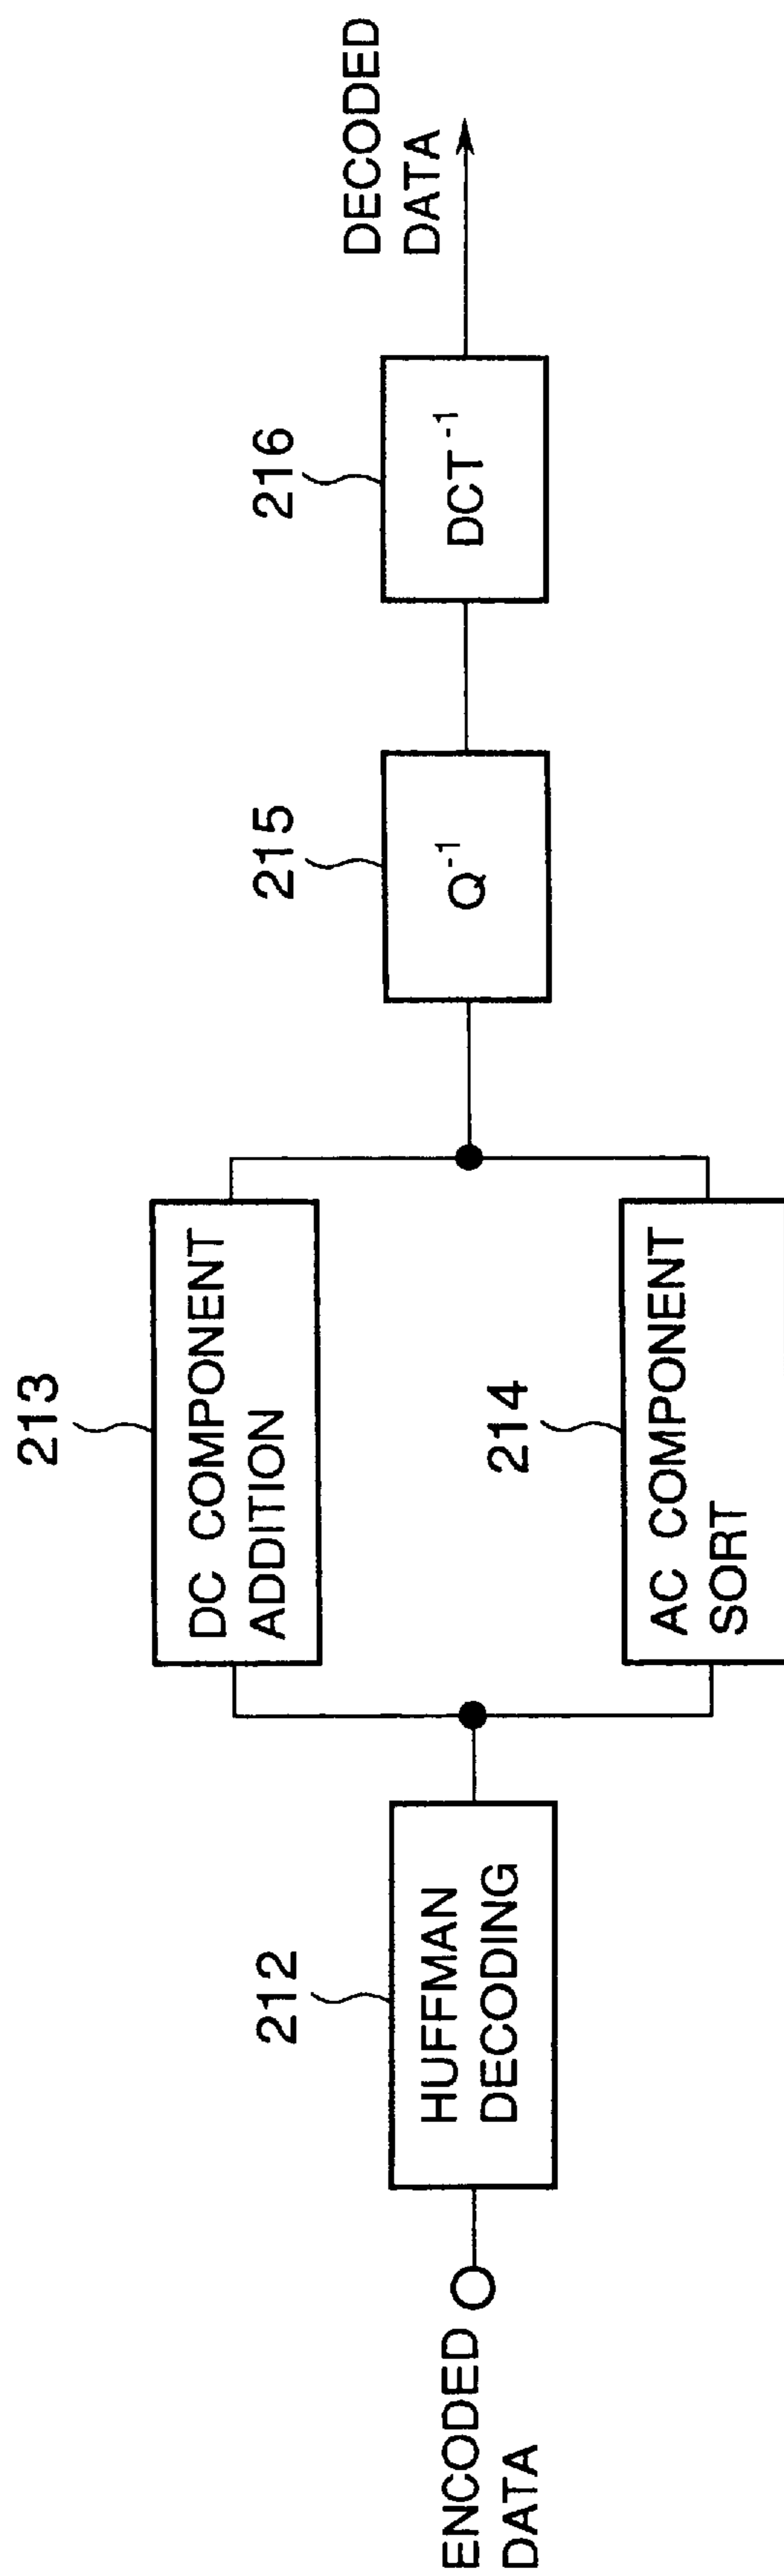 ENCODED
DATA
212
HUFFMAN
DECODING
213
DC COMPONENT
ADDITION
214
AC COMPONENT
SORT
215
Q⁻¹
216
DCT⁻¹
DECODED
DATA